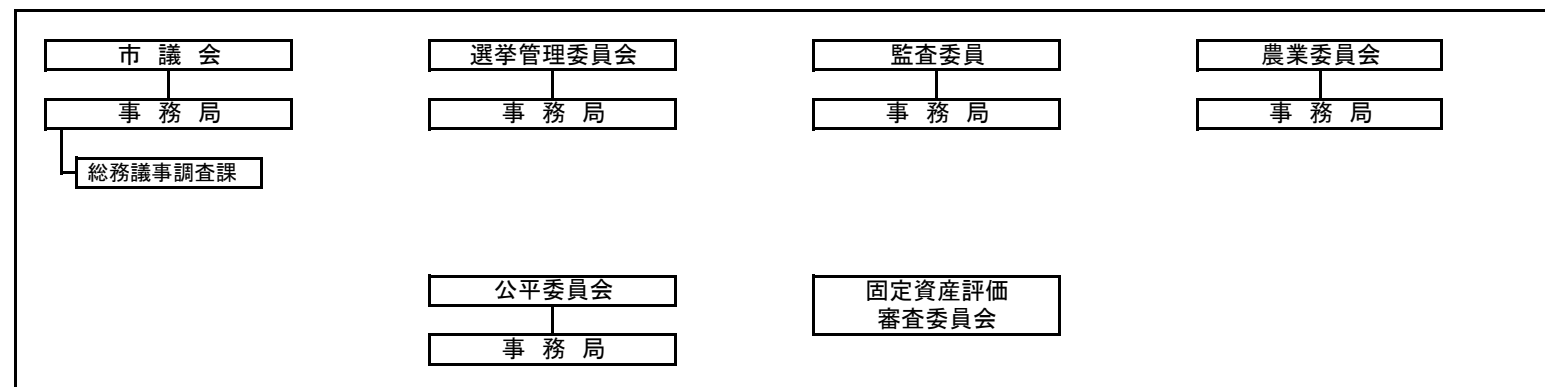 市 議 会
選挙管理委員会
監査委員
農業委員会
事 務 局
事 務 局
事 務 局
事 務 局
総務議事調査課
公平委員会
固定資産評価
審査委員会
事 務 局